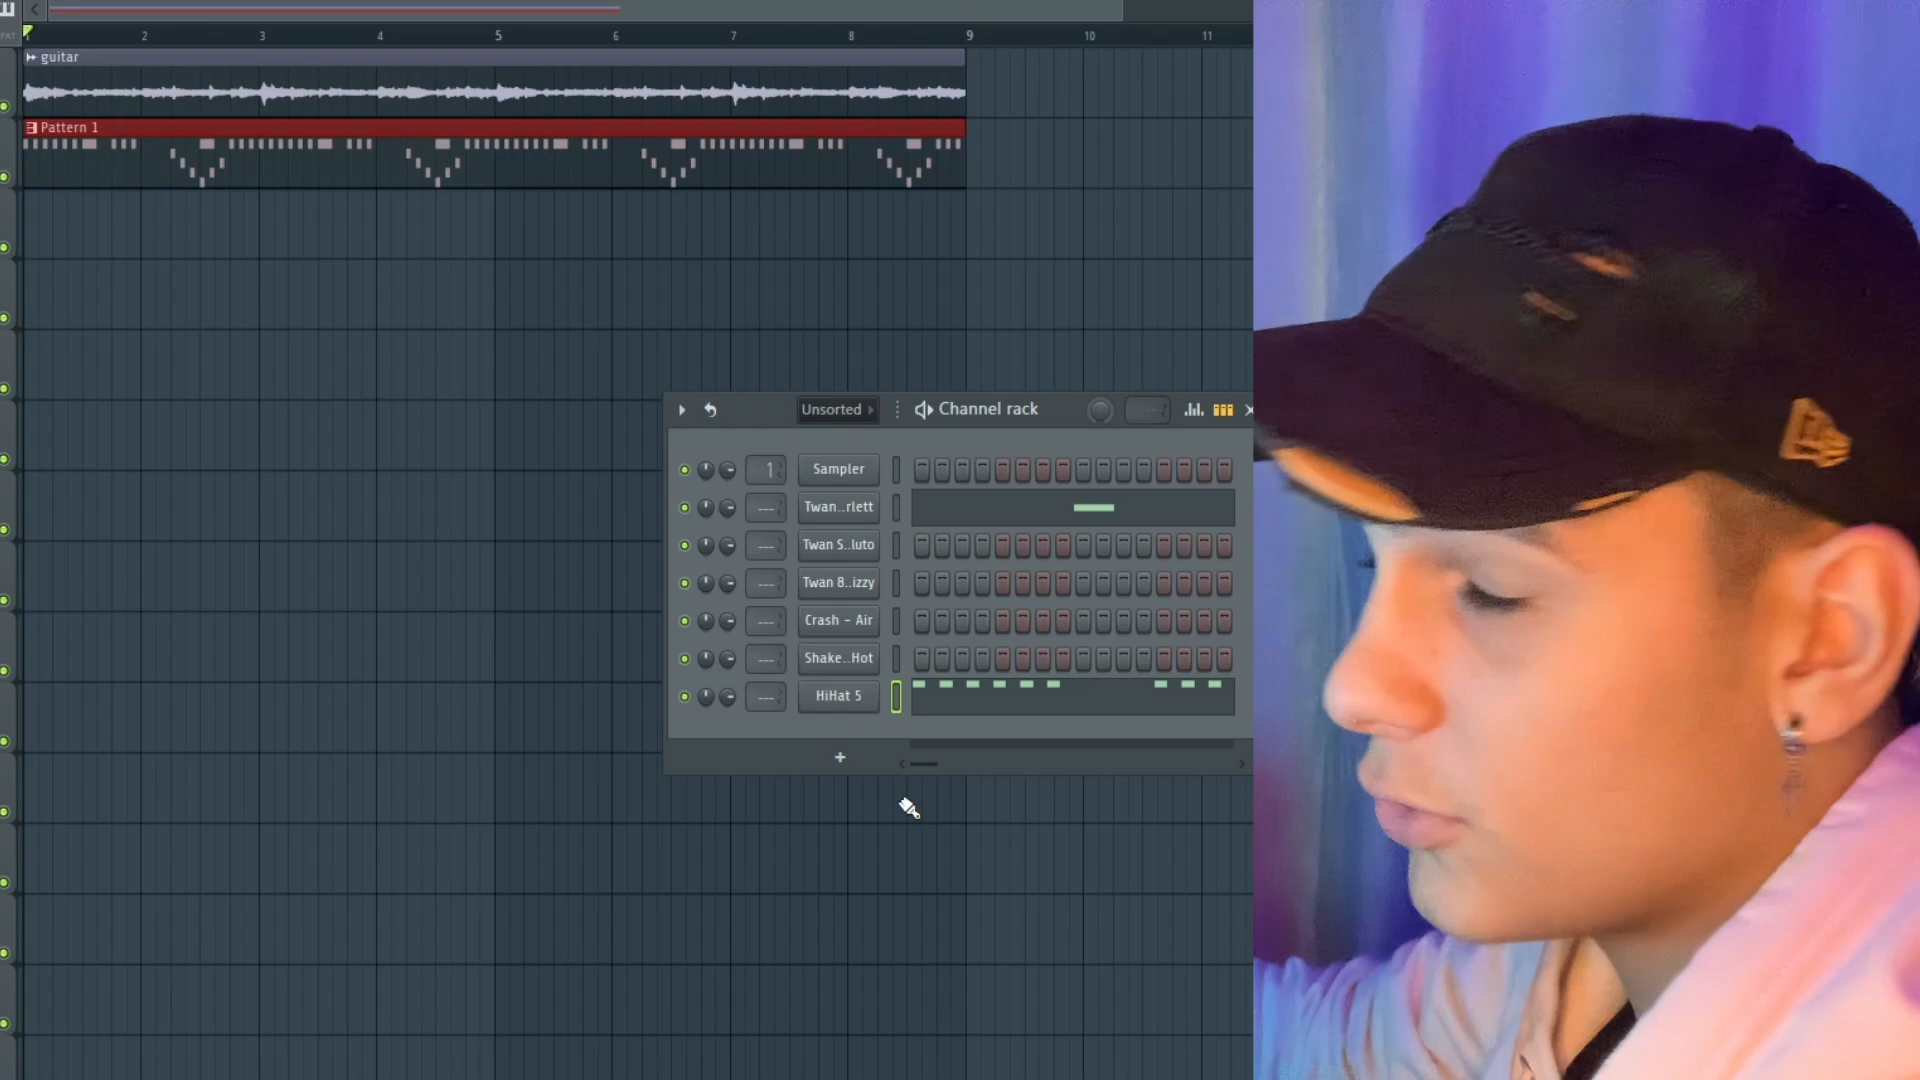 PAT
2 3 4 5 6 7 8 9 10 11
guitar
Pattern 1
Unsorted
Channel rack
1 Sampler
Twan..rlett
Twan S..luto
Twan 8..izzy
Crash - Air
Shake..Hot
HiHat 5